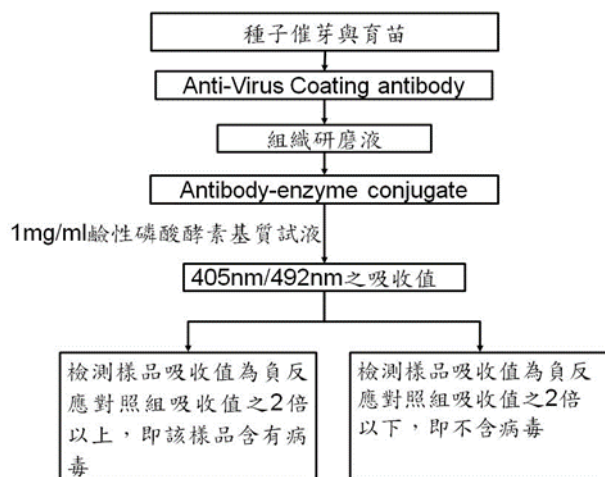 種子催芽與育苗
Anti-Virus Coating antibody
組織研磨液
Antibody-enzyme conjugate
1mg/ml鹼性磷酸酵素基質試液
405nm/492nm之吸收值
檢測樣品吸收值為負反
應對照組吸收值之2倍
以上，即該樣品含有病
毒
檢測樣品吸收值為負反
應對照組吸收值之2倍
以下，即不含病毒